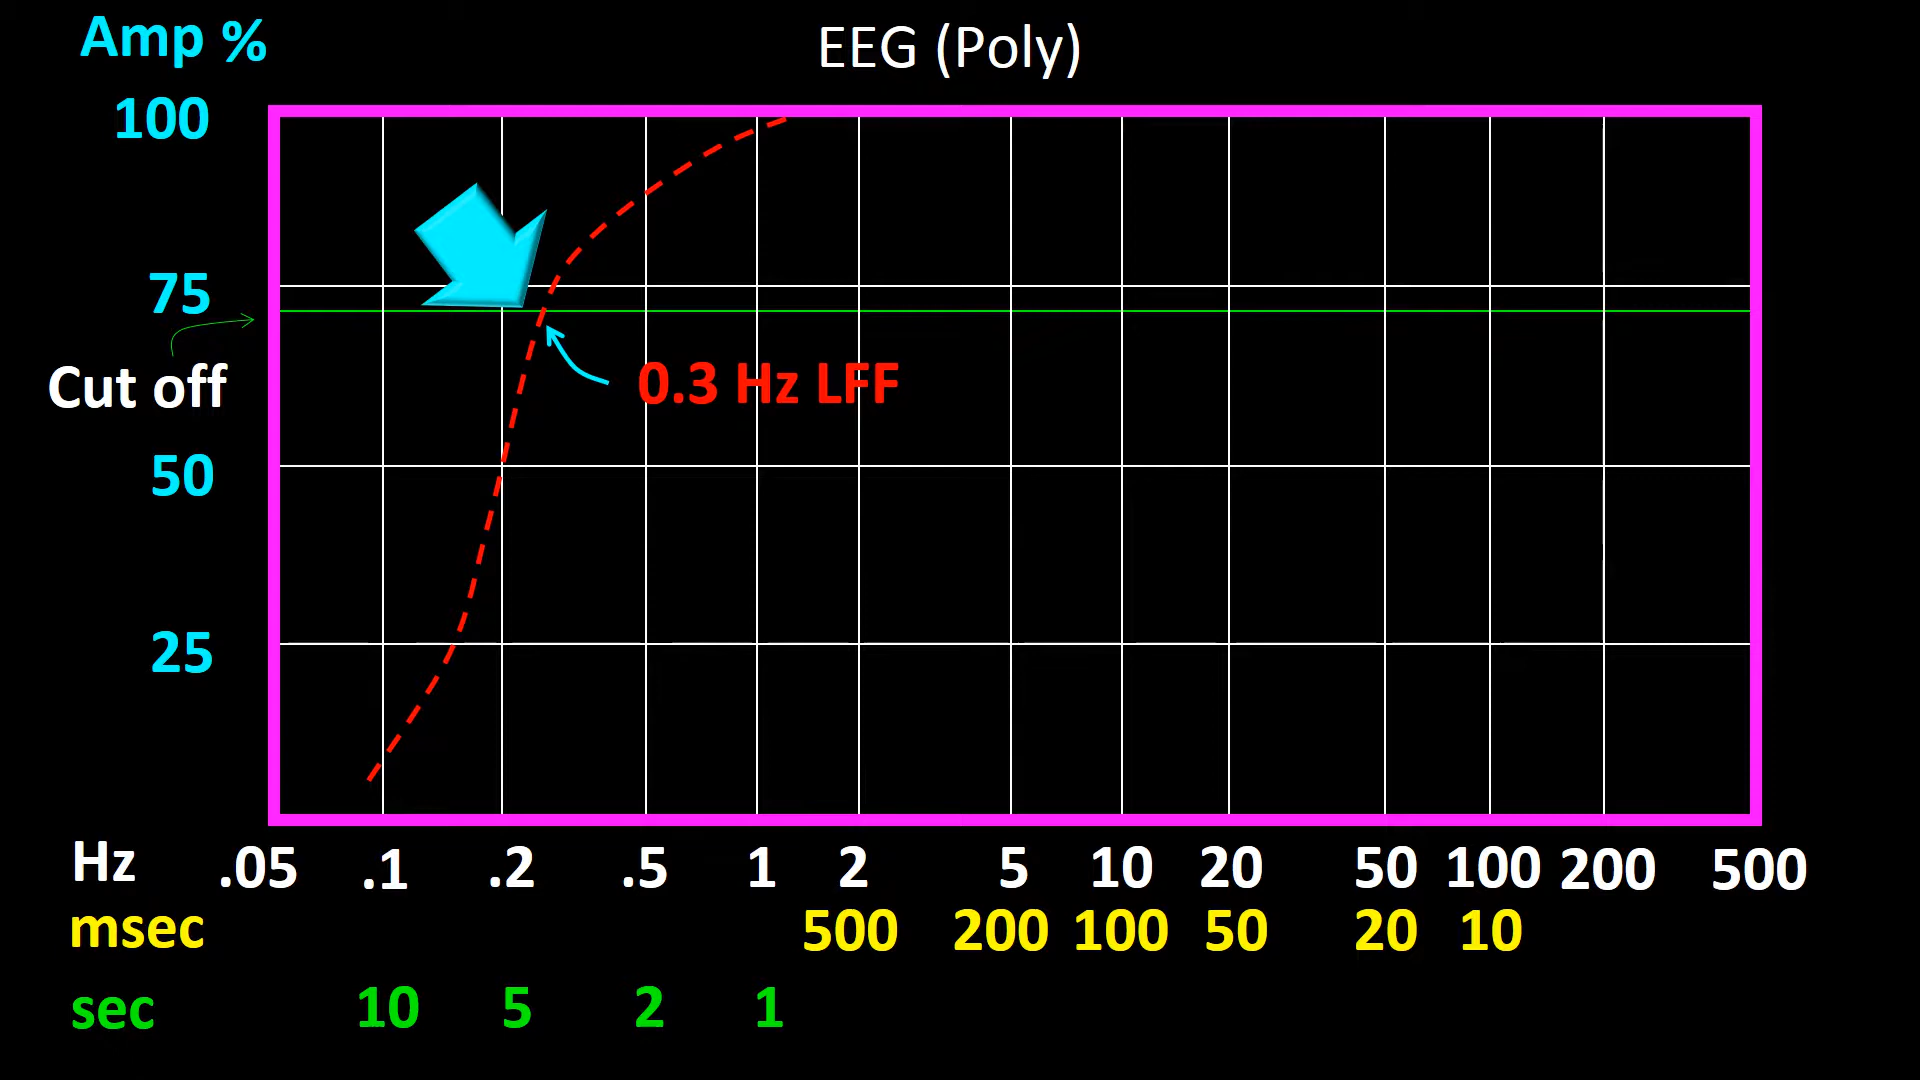 Amp %
EEG (Poly)
100
75
Cut off
0.3 Hz LFF
50
25
Hz .05 .1 .2 .5 1 2 5 10 20 50 100 200 500
msec 500 200 100 50 20 10
sec 10 5 2 1